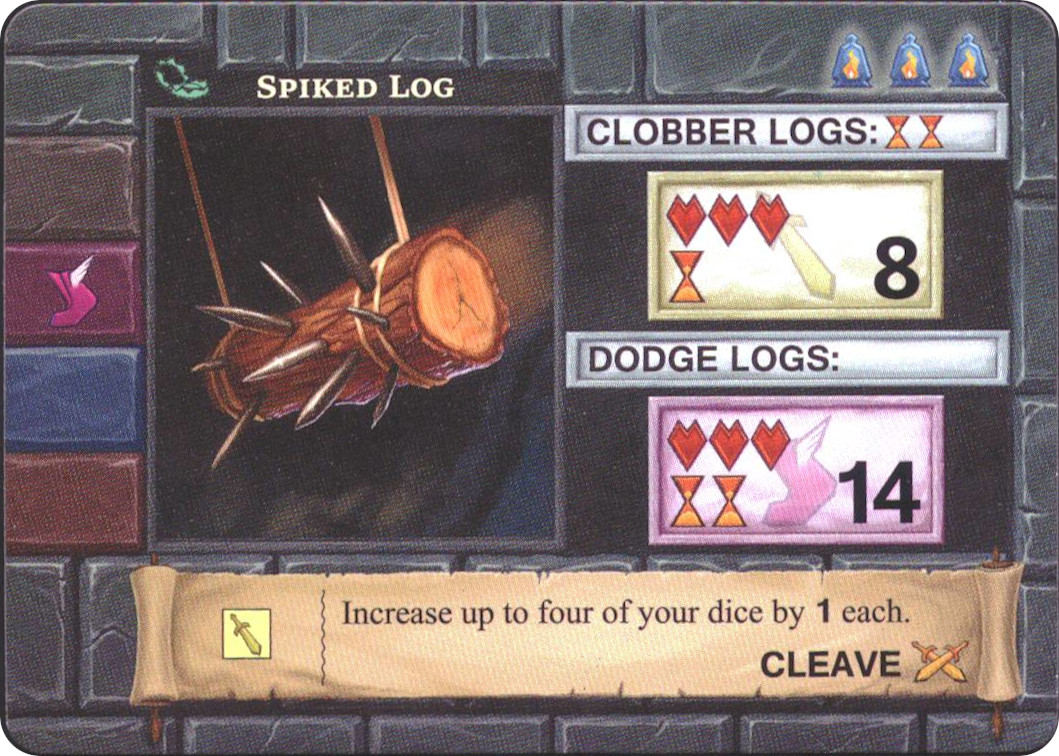 SPIKED LOG
CLOBBER LOGS:
8
DODGE LOGS:
14
Increase up to four of your dice by 1 each.
CLEAVE